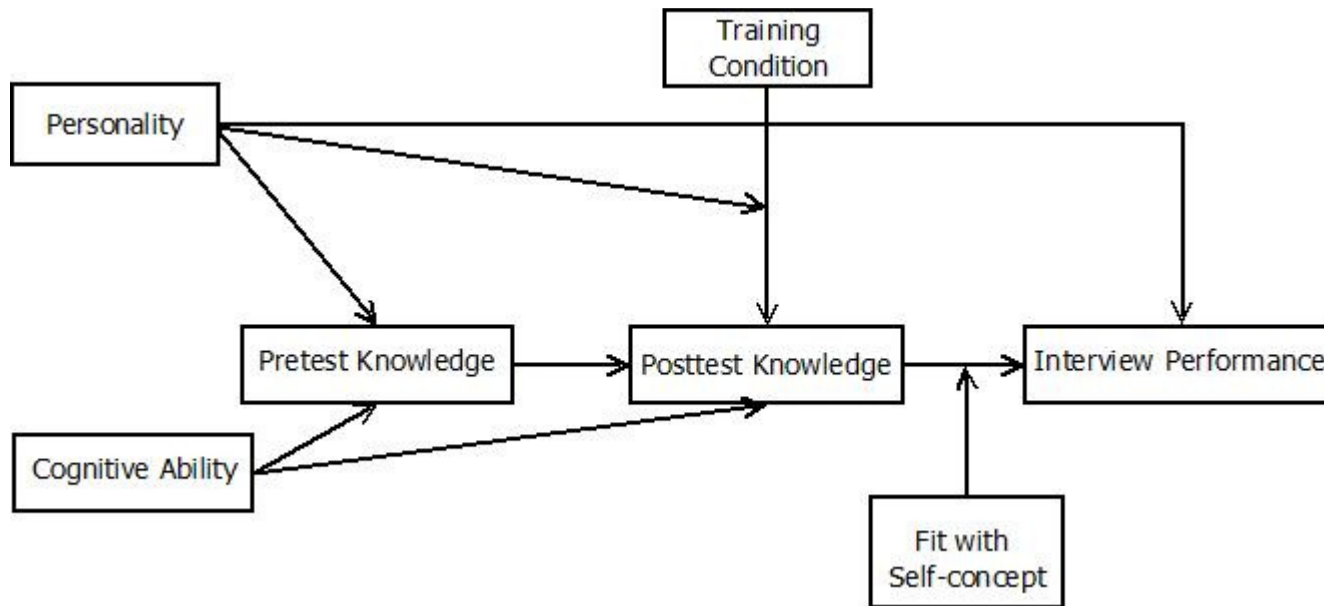 Training
Condition
Personality
Pretest Knowledge
Posttest Knowledge
Interview Performance
Cognitive Ability
Fit with
Self-concept